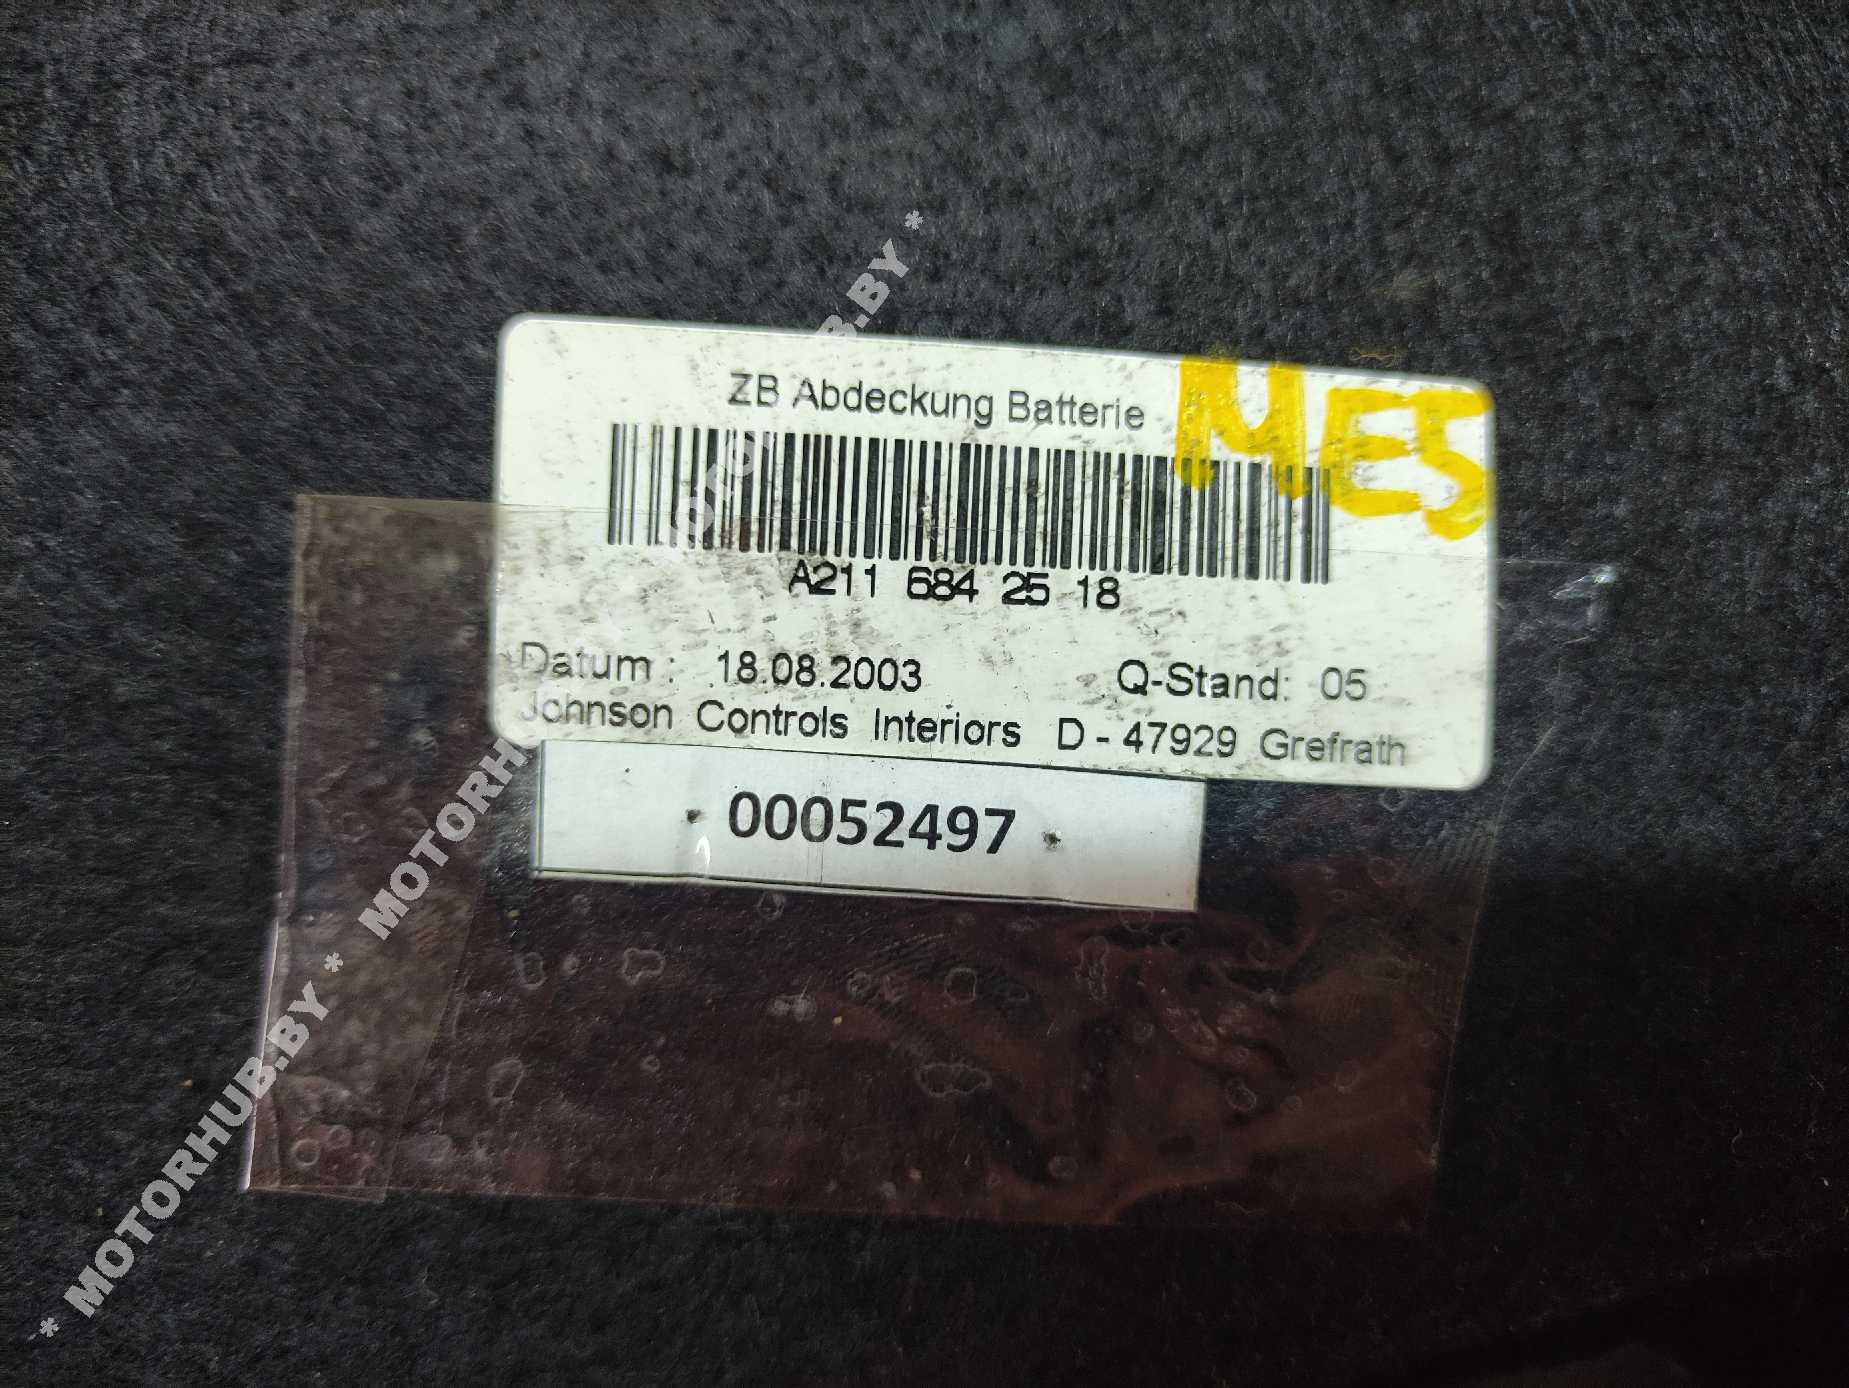 ZB Abdeckung Batterie
MES
A211 684 25 18
Datum : 18.08.2003 Q-Stand: 05
Johnson Controls Interiors D - 47929 Grefrath
00052497
* MOTORHUB.BY * MOTORHUB.BY *